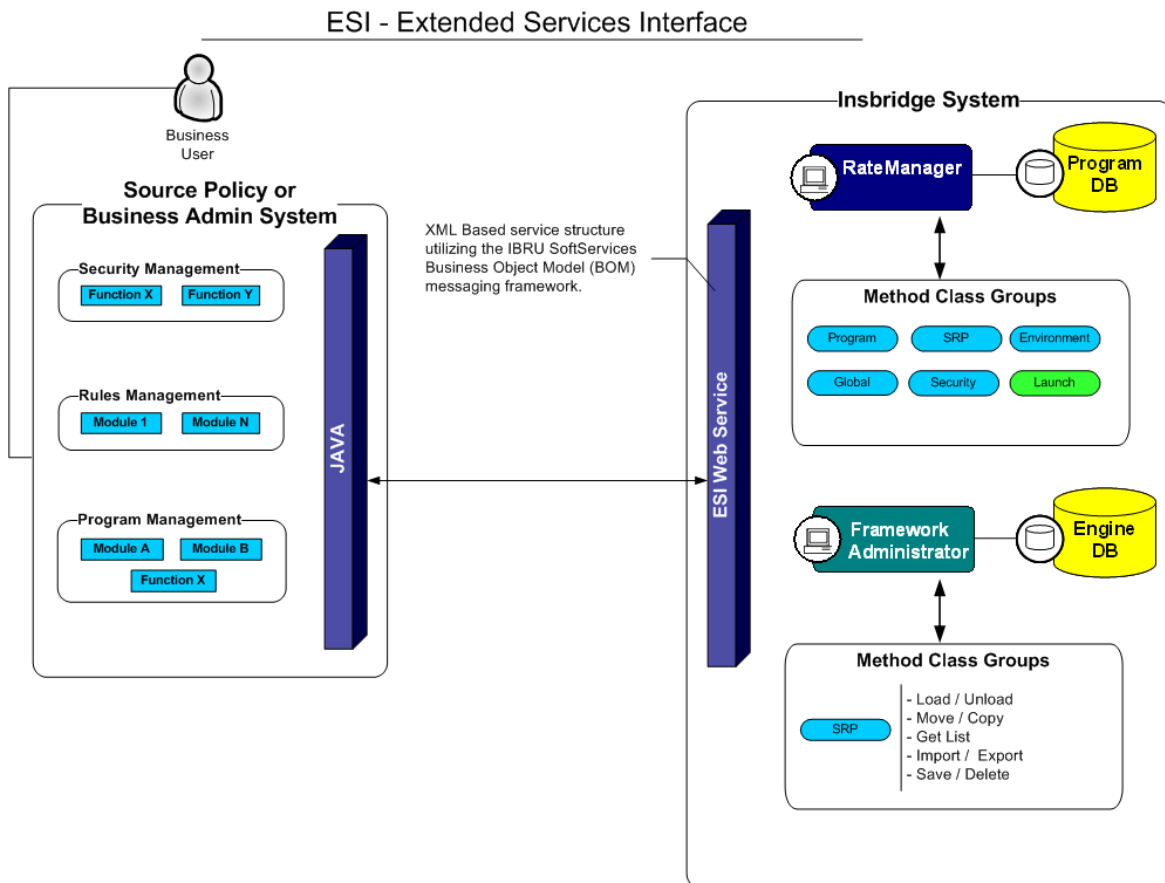 ESI - Extended Services Interface
Business
User
Source Policy or
Business Admin System
Security Management
Function X
Function Y
Rules Management
Module 1
Module N
Program Management
Module A
Module B
Function X
JAVA
XML Based service structure
utilizing the IBRU SoftServices
Business Object Model (BOM)
messaging framework.
ESI Web Service
Insbridge System
RateManager
Program
DB
Method Class Groups
Program
SRP
Environment
Global
Security
Launch
Framework
Administrator
Engine
DB
Method Class Groups
SRP
- Load / Unload
- Move / Copy
- Get List
- Import / Export
- Save / Delete